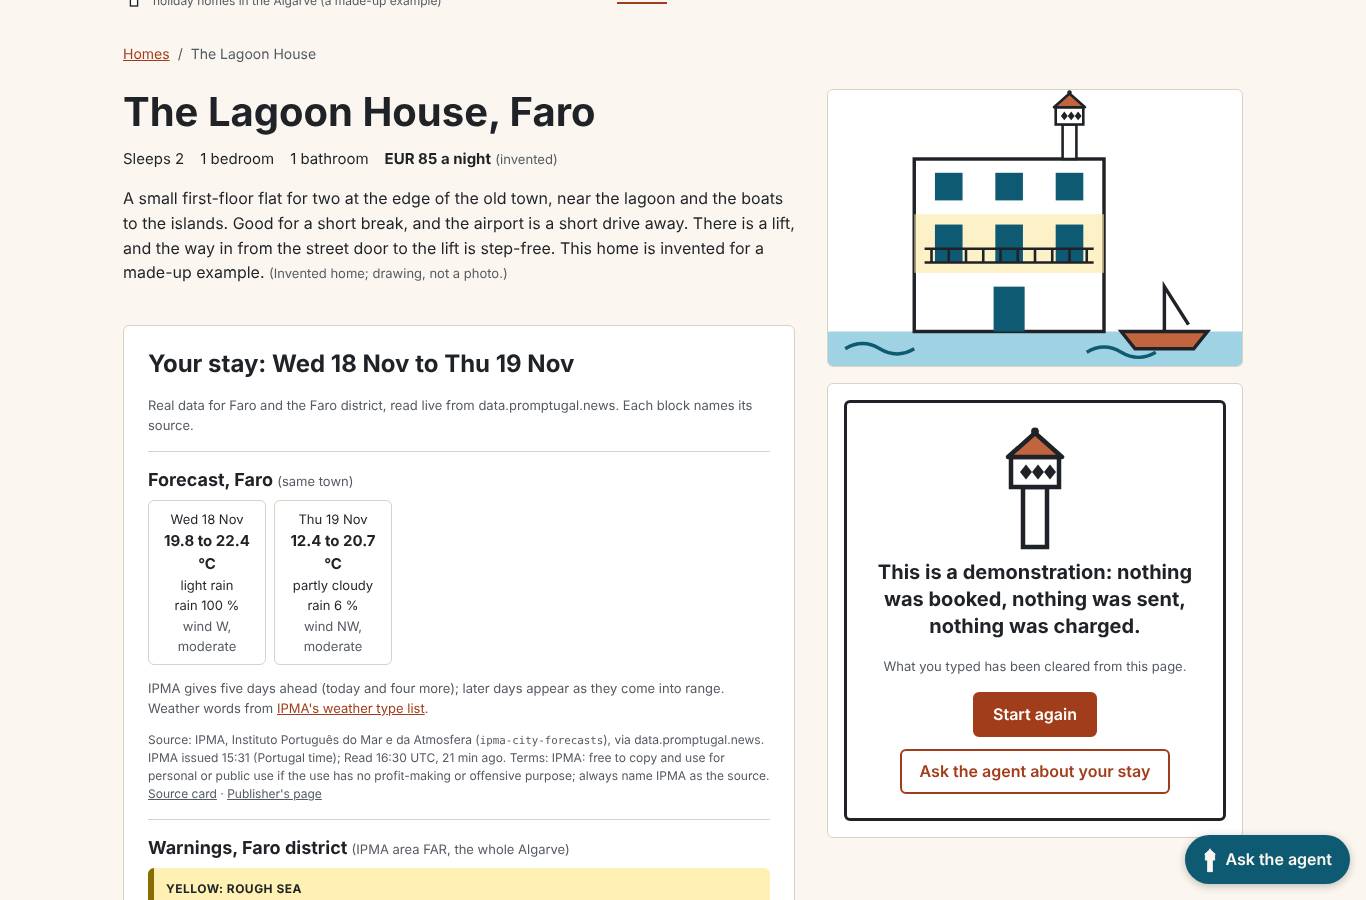 holiday homes in the Algarve (a made-up example)
Homes / The Lagoon House
The Lagoon House, Faro
Sleeps 2 1 bedroom 1 bathroom EUR 85 a night (invented)
A small first-floor flat for two at the edge of the old town, near the lagoon and the boats
to the islands. Good for a short break, and the airport is a short drive away. There is a lift,
and the way in from the street door to the lift is step-free. This home is invented for a
made-up example. (Invented home; drawing, not a photo.)
Your stay: Wed 18 Nov to Thu 19 Nov
Real data for Faro and the Faro district, read live from data.promptugal.news. Each block names its
source.
Forecast, Faro (same town)
Wed 18 Nov
19.8 to 22.4
°C
light rain
rain 100 %
wind W,
moderate
Thu 19 Nov
12.4 to 20.7
°C
partly cloudy
rain 6 %
wind NW,
moderate
IPMA gives five days ahead (today and four more); later days appear as they come into range.
Weather words from IPMA's weather type list.
Source: IPMA, Instituto Português do Mar e da Atmosfera (ipma-city-forecasts), via data.promptugal.news.
IPMA issued 15:31 (Portugal time); Read 16:30 UTC, 21 min ago. Terms: IPMA: free to copy and use for
personal or public use if the use has no profit-making or offensive purpose; always name IPMA as the source.
Source card · Publisher's page
Warnings, Faro district (IPMA area FAR, the whole Algarve)
YELLOW: ROUGH SEA
This is a demonstration: nothing
was booked, nothing was sent,
nothing was charged.
What you typed has been cleared from this page.
Start again
Ask the agent about your stay
Ask the agent